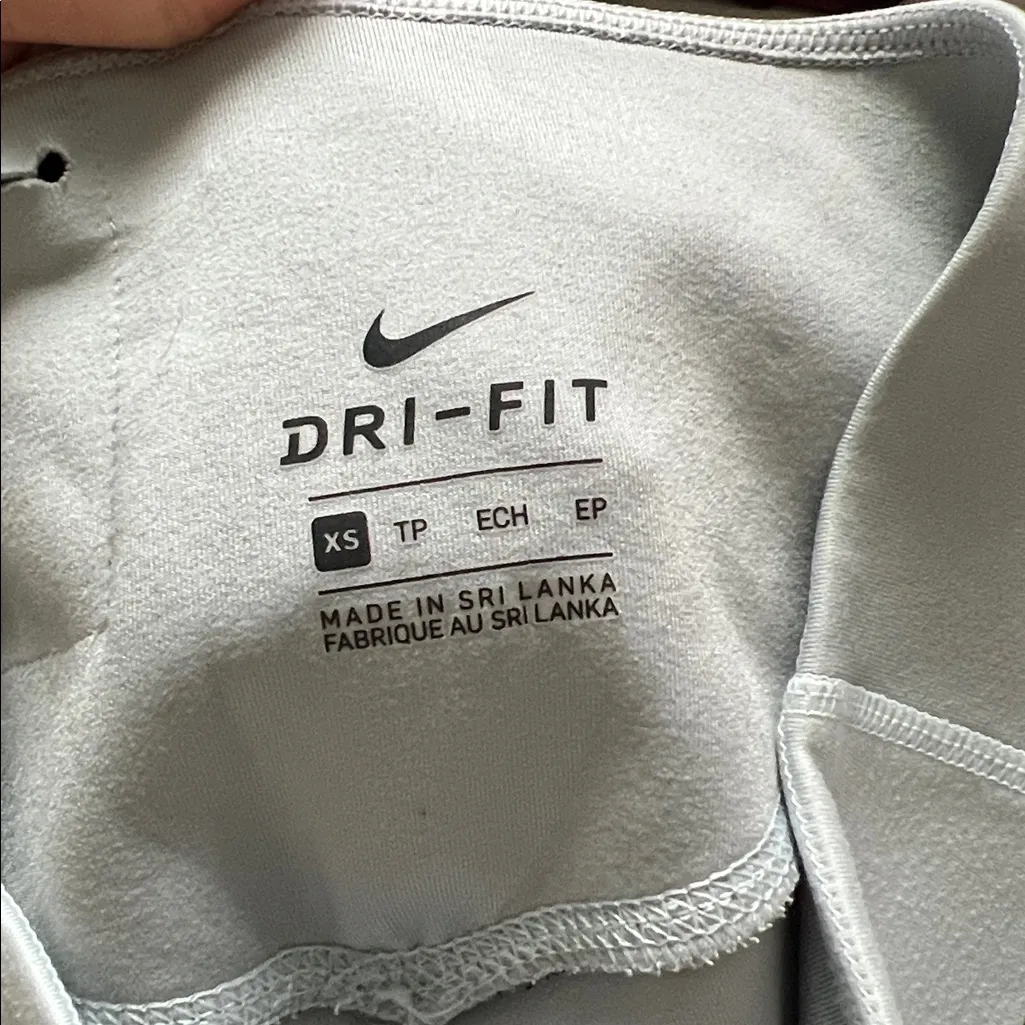 DRI-FIT
XS TP ECH EP
MADE IN SRI LANKA
FABRIQUE AU SRI LANKA